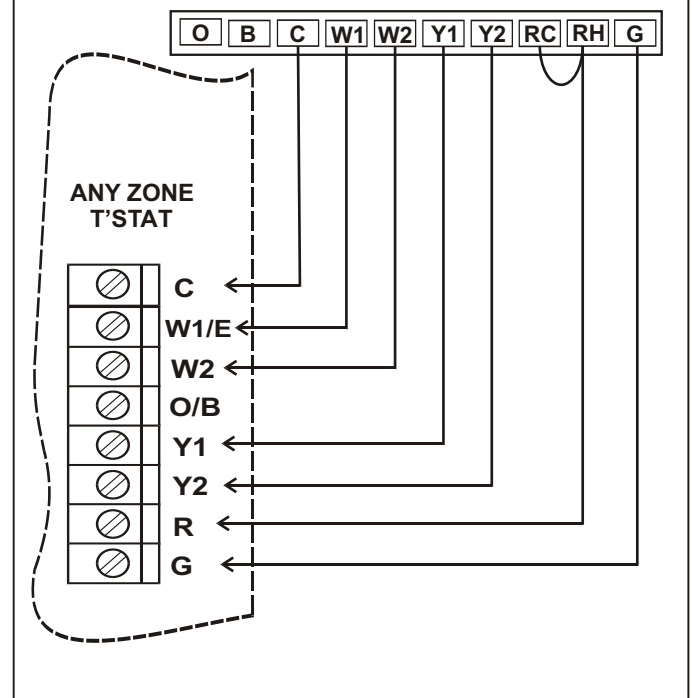 O B C W1 W2 Y1 Y2 RC RH G
ANY ZONE
T'STAT
C
W1/E
W2
O/B
Y1
Y2
R
G